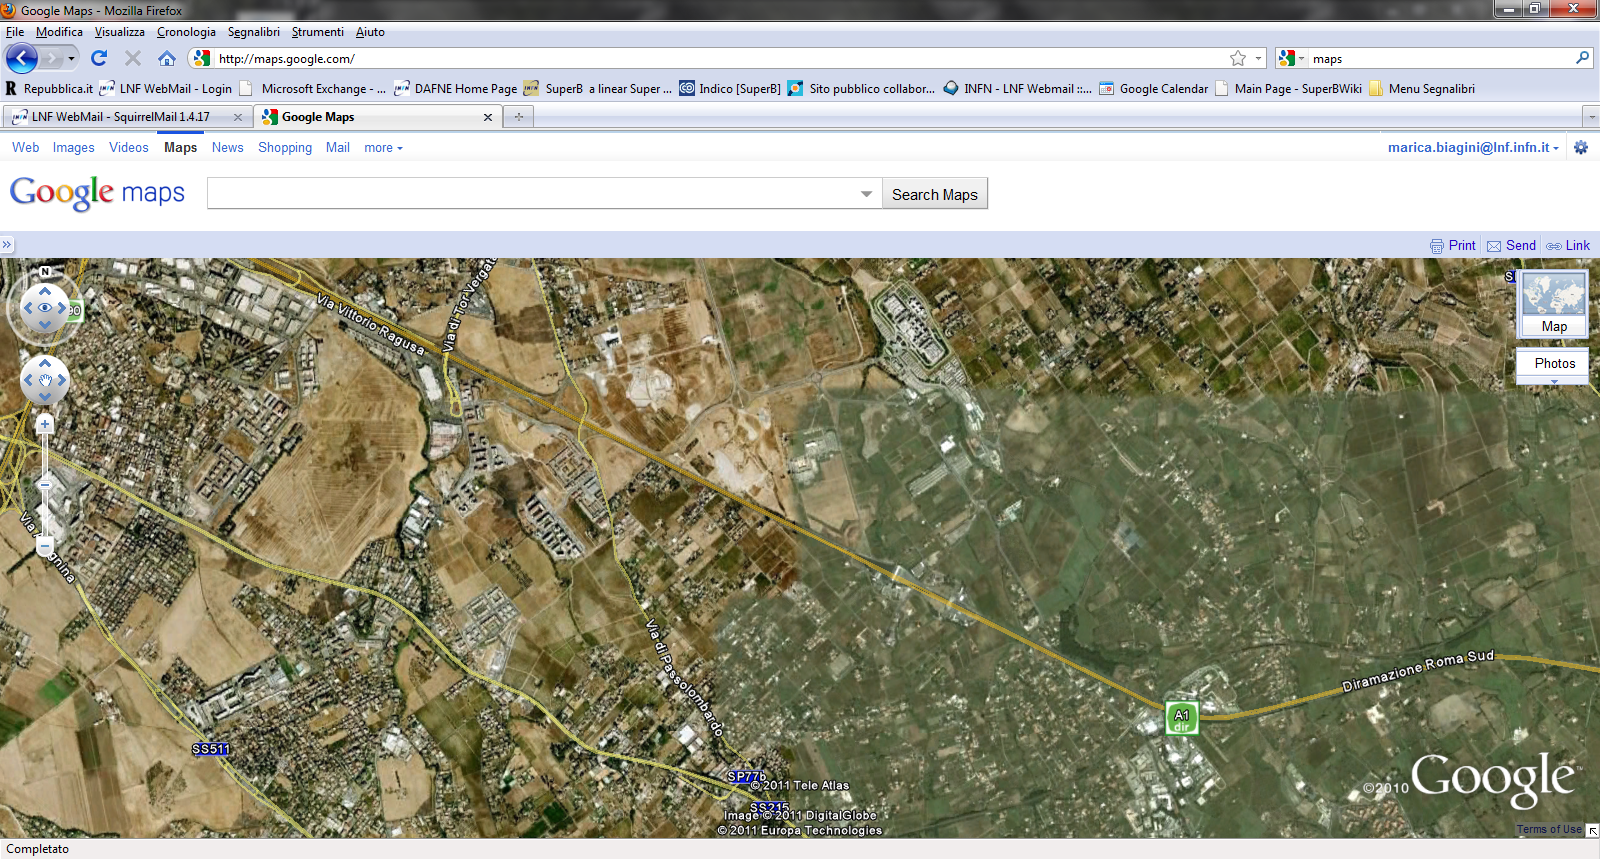 Google Maps - Mozilla Firefox
File Modifica Visualizza Cronologia Segnalibri Strumenti Aiuto
http://maps.google.com/ maps
Repubblica.it LNF WebMail - Login Microsoft Exchange - ... DAFNE Home Page SuperB a linear Super ... Indico [SuperB] Sito pubblico collabor... INFN - LNF Webmail ::... Google Calendar Main Page - SuperBWiki Menu Segnalibri
LNF WebMail - SquirrelMail 1.4.17 Google Maps
Web Images Videos Maps News Shopping Mail more marica.biagini@lnf.infn.it
Google maps Search Maps
Print Send Link
N
Via di Tor Vergata
Via Vittorio Ragusa
90
Map
Photos
Via di Passolombardo
Diramazione Roma Sud
A1
dir
SS511
SP77b
© 2011 Tele Atlas
SS215
Image © 2011 DigitalGlobe
© 2011 Europa Technologies
©2010 Google™
Terms of Use
Completato